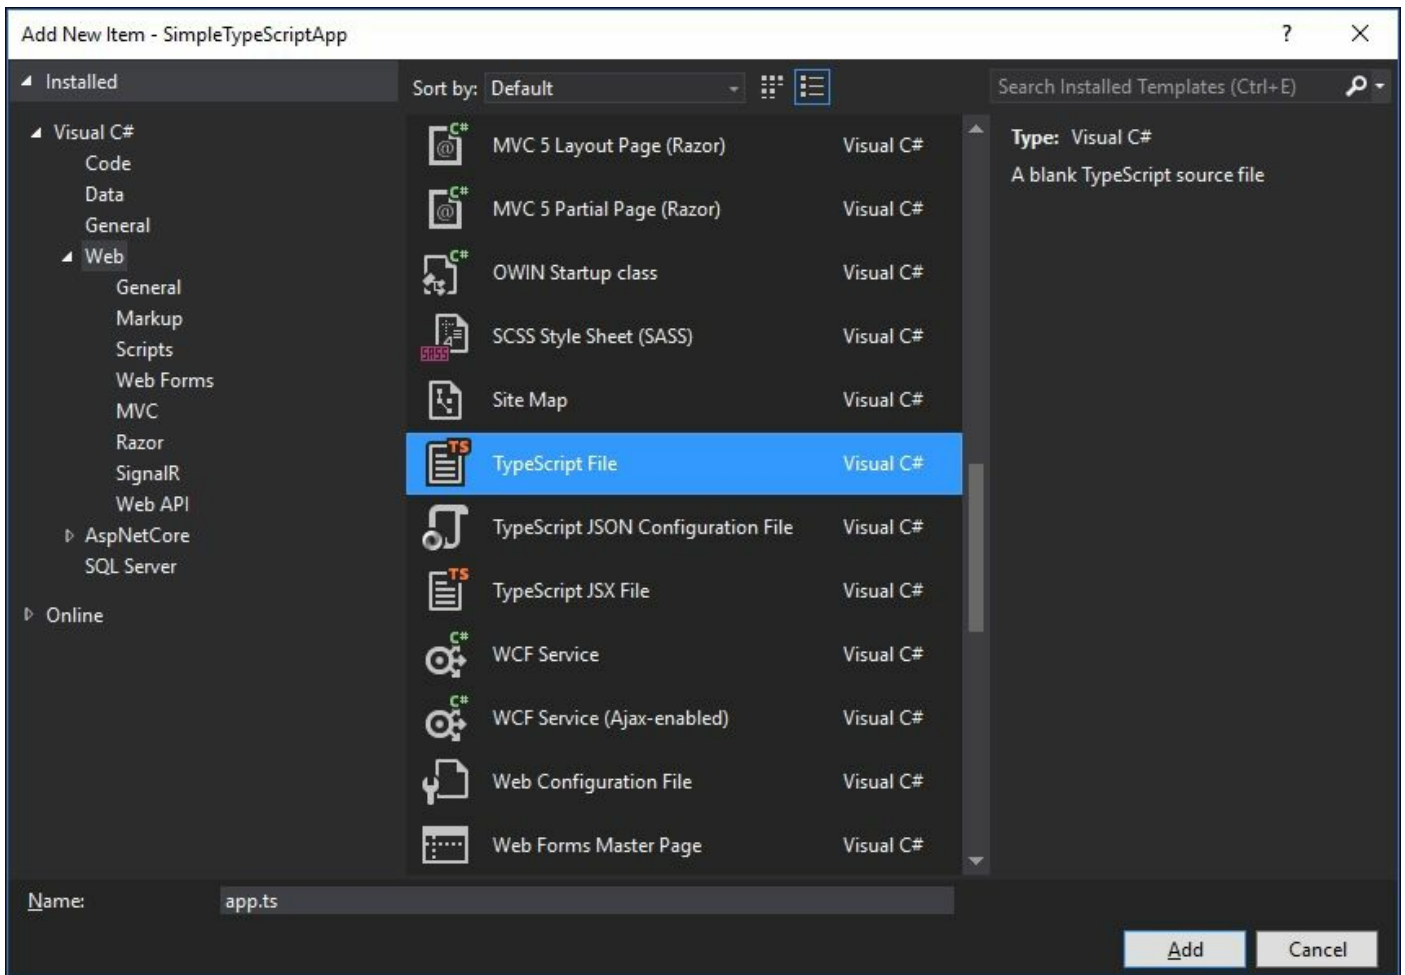 Add New Item - SimpleTypeScriptApp
?
Installed
Sort by: Default
Search Installed Templates (Ctrl+E)
Visual C#
Code
Data
General
Web
General
Markup
Scripts
Web Forms
MVC
Razor
SignalR
Web API
AspNetCore
SQL Server
Online
C# @ MVC 5 Layout Page (Razor) Visual C#
C# @ MVC 5 Partial Page (Razor) Visual C#
C# OWIN Startup class Visual C#
SASS SCSS Style Sheet (SASS) Visual C#
Site Map Visual C#
TS TypeScript File Visual C#
TypeScript JSON Configuration File Visual C#
TS TypeScript JSX File Visual C#
C# WCF Service Visual C#
C# WCF Service (Ajax-enabled) Visual C#
Web Configuration File Visual C#
Web Forms Master Page Visual C#
Type: Visual C#
A blank TypeScript source file
Name: app.ts
Add Cancel